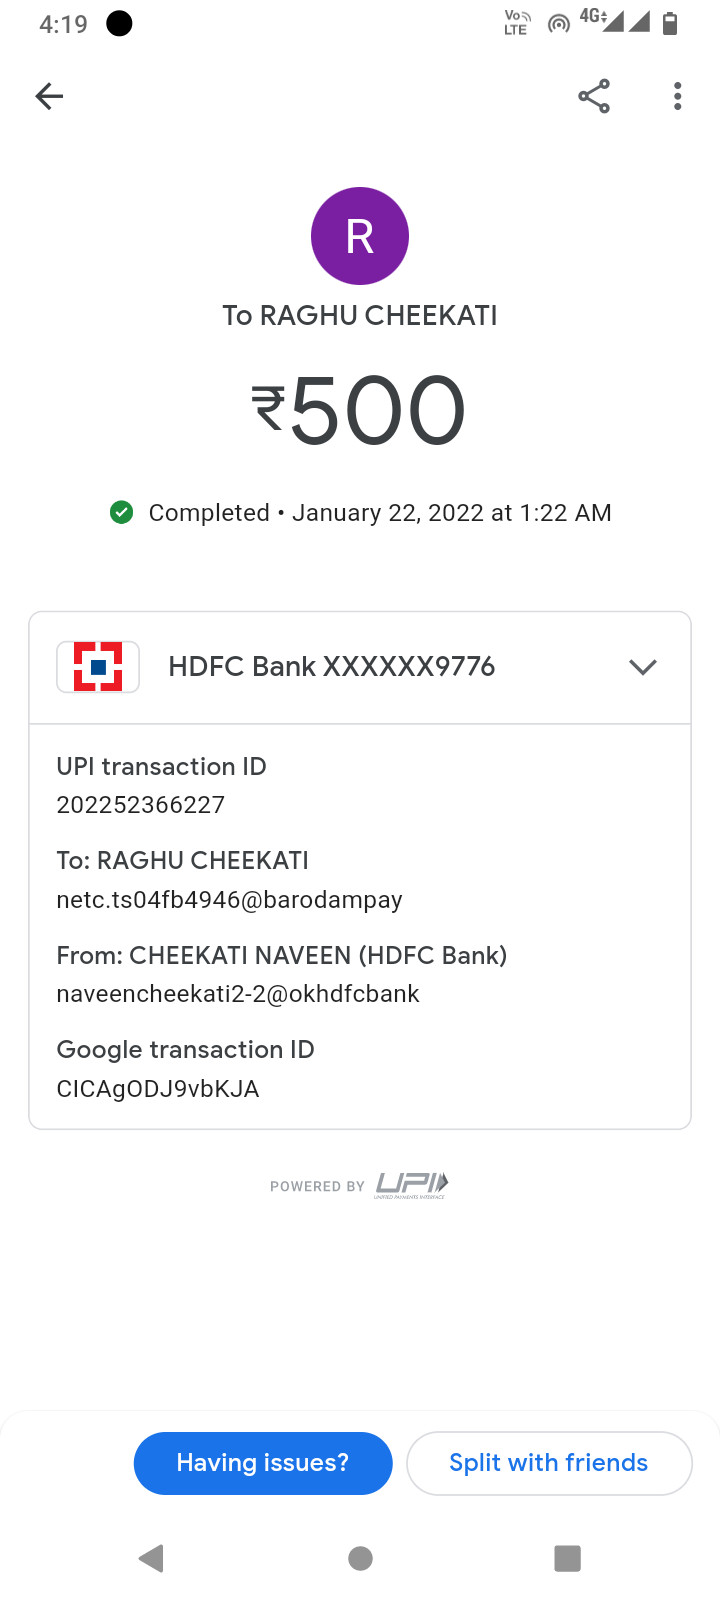 4:19
Vo
LTE
4G
R
To RAGHU CHEEKATI
₹500
Completed • January 22, 2022 at 1:22 AM
HDFC Bank XXXXXX9776
UPI transaction ID
202252366227
To: RAGHU CHEEKATI
netc.ts04fb4946@barodampay
From: CHEEKATI NAVEEN (HDFC Bank)
naveencheekati2-2@okhdfcbank
Google transaction ID
CICAgODJ9vbKJA
POWERED BY UPI
UNIFIED PAYMENTS INTERFACE
Having issues?
Split with friends